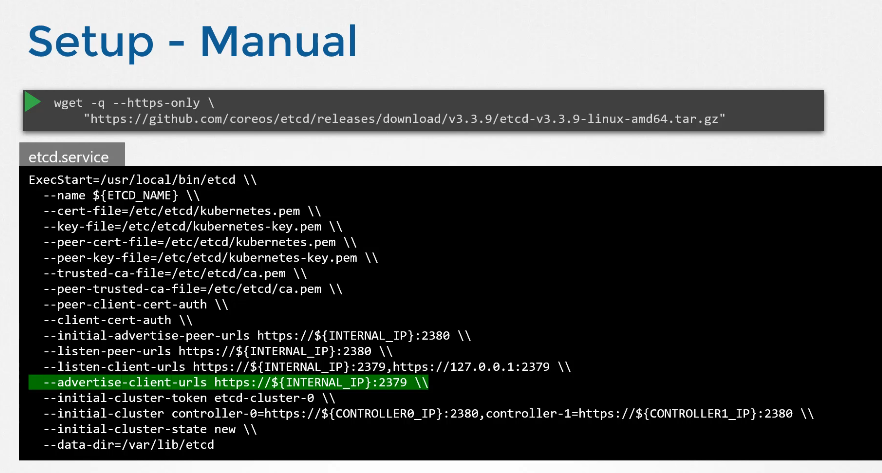 Setup - Manual
wget -q --https-only \
"https://github.com/coreos/etcd/releases/download/v3.3.9/etcd-v3.3.9-linux-amd64.tar.gz"
etcd.service
ExecStart=/usr/local/bin/etcd \\
--name ${ETCD_NAME} \\
--cert-file=/etc/etcd/kubernetes.pem \\
--key-file=/etc/etcd/kubernetes-key.pem \\
--peer-cert-file=/etc/etcd/kubernetes.pem \\
--peer-key-file=/etc/etcd/kubernetes-key.pem \\
--trusted-ca-file=/etc/etcd/ca.pem \\
--peer-trusted-ca-file=/etc/etcd/ca.pem \\
--peer-client-cert-auth \\
--client-cert-auth \\
--initial-advertise-peer-urls https://${INTERNAL_IP}:2380 \\
--listen-peer-urls https://${INTERNAL_IP}:2380 \\
--listen-client-urls https://${INTERNAL_IP}:2379,https://127.0.0.1:2379 \\
--advertise-client-urls https://${INTERNAL_IP}:2379 \\
--initial-cluster-token etcd-cluster-0 \\
--initial-cluster controller-0=https://${CONTROLLER0_IP}:2380,controller-1=https://${CONTROLLER1_IP}:2380 \\
--initial-cluster-state new \\
--data-dir=/var/lib/etcd